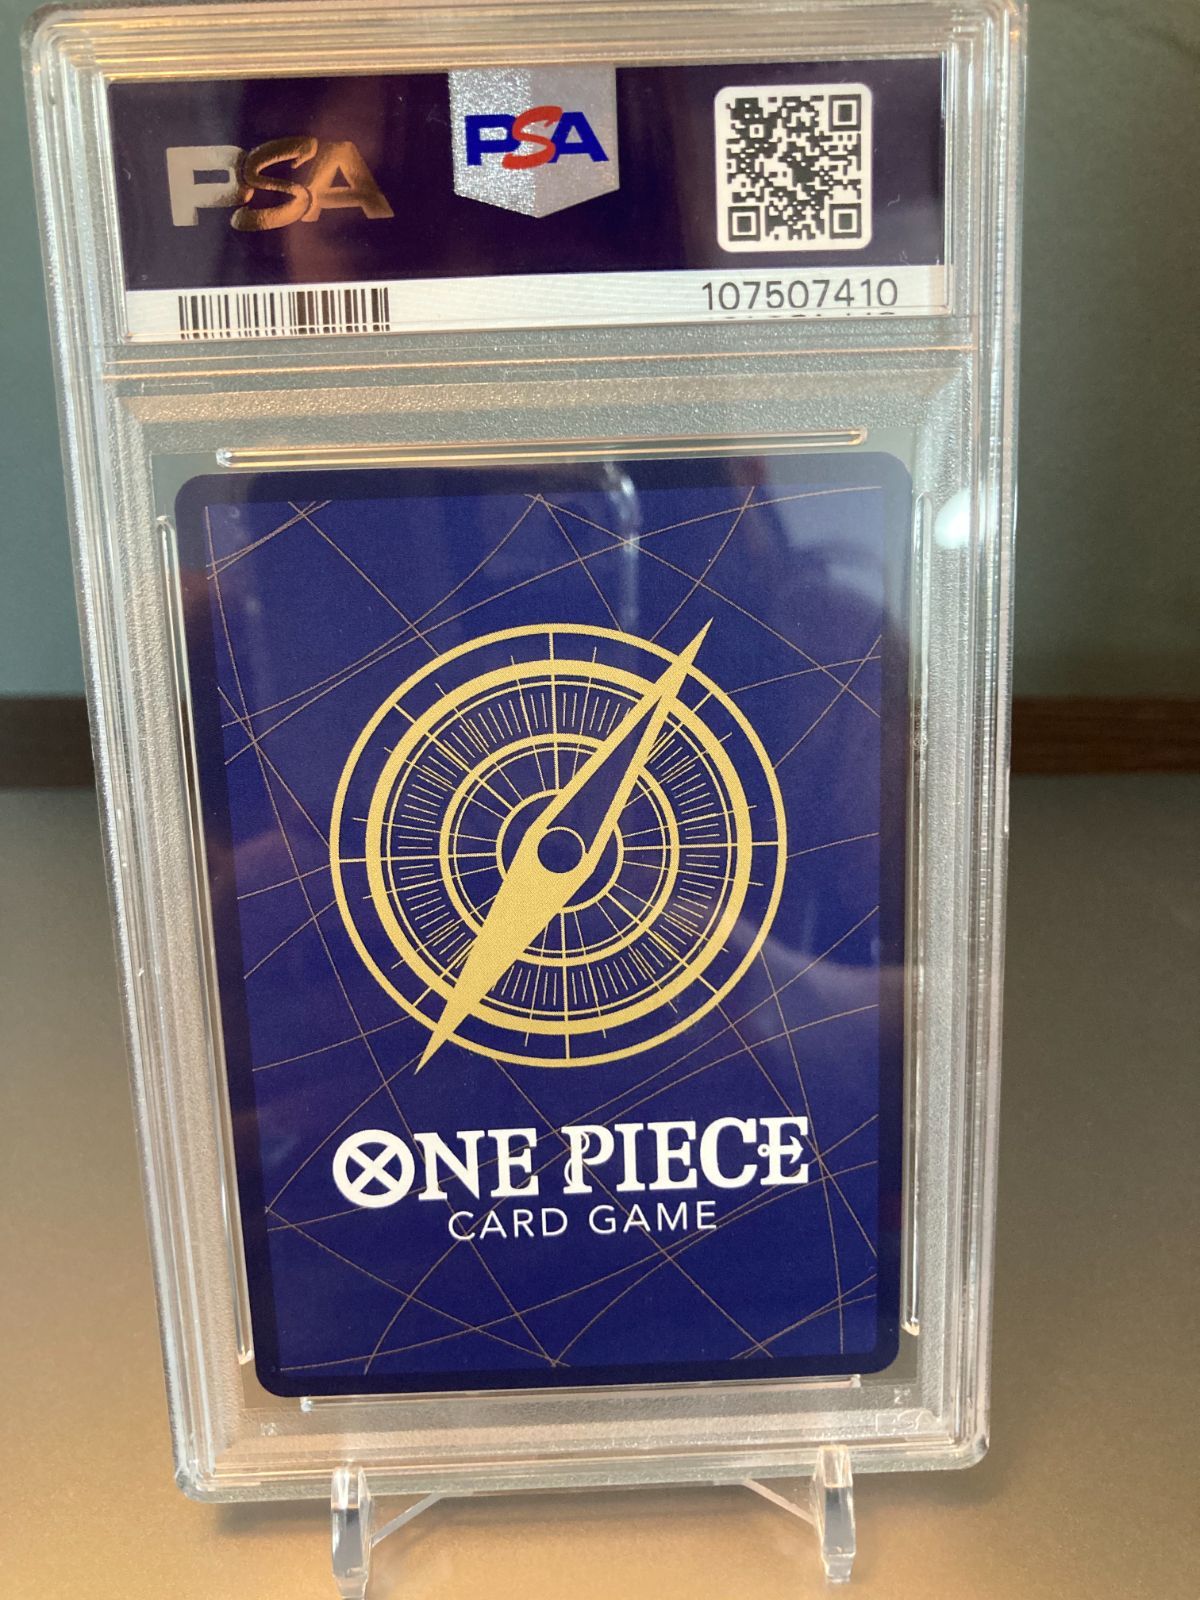 PSA
PSA
107507410
ONE PIECE
CARD GAME